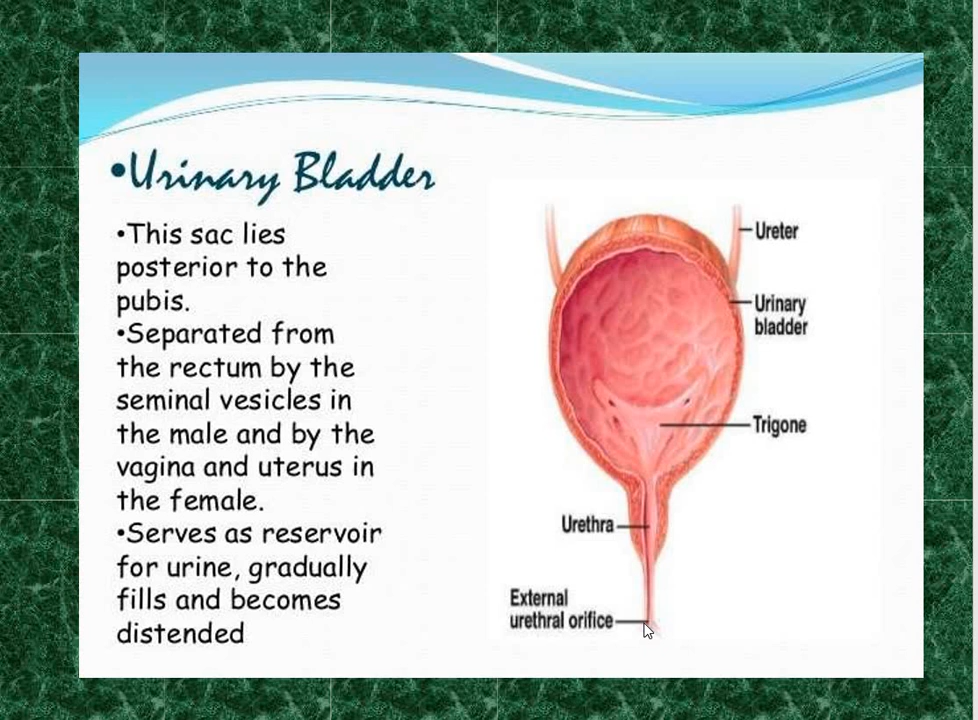 •Urinary Bladder
•This sac lies
posterior to the
pubis.
•Separated from
the rectum by the
seminal vesicles in
the male and by the
vagina and uterus in
the female.
•Serves as reservoir
for urine, gradually
fills and becomes
distended
Ureter
Urinary
bladder
Trigone
Urethra
External
urethral orifice